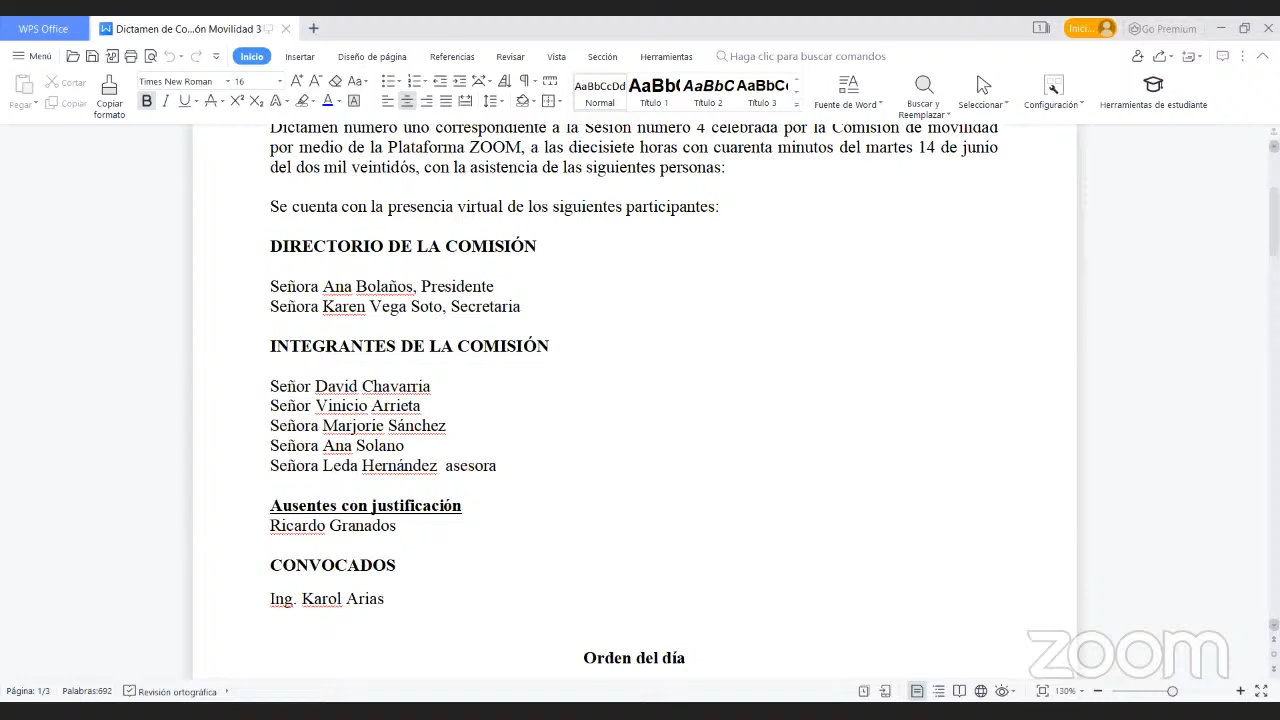 WPS Office
Dictamen de Co...ón Movilidad 3
1
Inici...
Go Premium
Menú
Inicio
Insertar
Diseño de página
Referencias
Revisar
Vista
Sección
Herramientas
Haga clic para buscar comandos
Pegar
Cortar
Copiar
Copiar formato
Times New Roman
16
AaBbCcDd
Normal
AaBb(
Título 1
AaBbC
Título 2
AaBbC(
Título 3
Fuente de Word
Buscar y Reemplazar
Seleccionar
Configuración
Herramientas de estudiante
Dictamen número uno correspondiente a la Sesión número 4 celebrada por la Comisión de movilidad
por medio de la Plataforma ZOOM, a las diecisiete horas con cuarenta minutos del martes 14 de junio
del dos mil veintidós, con la asistencia de las siguientes personas:
Se cuenta con la presencia virtual de los siguientes participantes:
DIRECTORIO DE LA COMISIÓN
Señora Ana Bolaños, Presidente
Señora Karen Vega Soto, Secretaria
INTEGRANTES DE LA COMISIÓN
Señor David Chavarria
Señor Vinicio Arrieta
Señora Marjorie Sánchez
Señora Ana Solano
Señora Leda Hernández asesora
Ausentes con justificación
Ricardo Granados
CONVOCADOS
Ing. Karol Arias
Orden del día
zoom
Página: 1/3
Palabras:692
Revisión ortográfica
130%